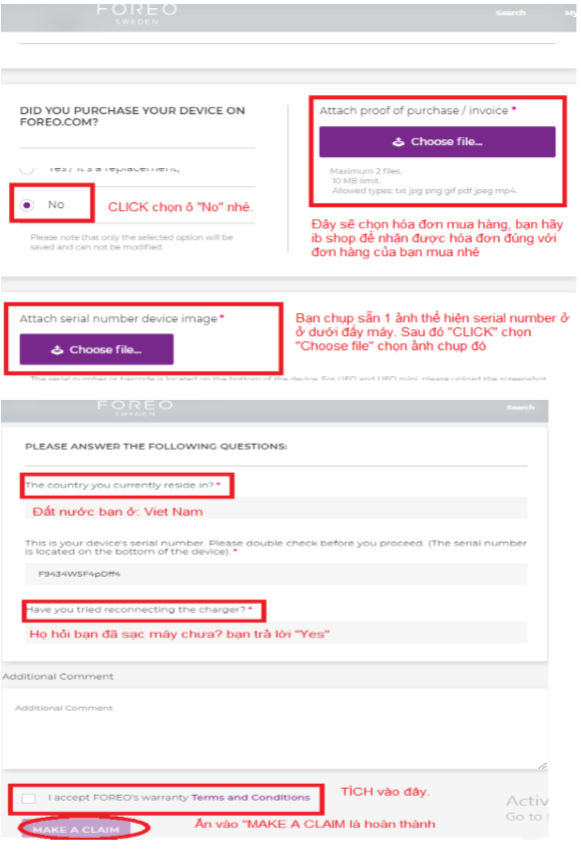 FOREO
SWEDEN
Search
My
DID YOU PURCHASE YOUR DEVICE ON
FOREO.COM?
Yes / It's a replacement,
No
CLICK chọn ô "No" nhé.
Please note that only the selected option will be
saved and can not be modified.
Attach proof of purchase / invoice *
Choose file...
Maximum 2 files.
10 MB limit.
Allowed types: txt jpg png gif pdf jpeg mp4.
Đây sẽ chọn hóa đơn mua hàng, bạn hãy
ib shop để nhận được hóa đơn đúng với
đơn hàng của bạn mua nhé
Attach serial number device image *
Choose file...
Bạn chụp sẵn 1 ảnh thể hiện serial number ở
ở dưới đáy máy. Sau đó "CLICK" chọn
"Choose file" chọn ảnh chụp đó
The serial number or barcode is located on the bottom of the device. For UFO and UFO mini, please upload the screenshot
FOREO
SWEDEN
Search
PLEASE ANSWER THE FOLLOWING QUESTIONS:
The country you currently reside in? *
Đất nước bạn ở: Viet Nam
This is your device's serial number. Please double check before you proceed. (The serial number
is located on the bottom of the device). *
F9434WSF4pDff4
Have you tried reconnecting the charger? *
Họ hỏi bạn đã sạc máy chưa? bạn trả lời "Yes"
Additional Comment
Additional Comment
I accept FOREO's warranty Terms and Conditions
TÍCH vào đây.
Activ
Go to
MAKE A CLAIM
Ấn vào "MAKE A CLAIM là hoàn thành